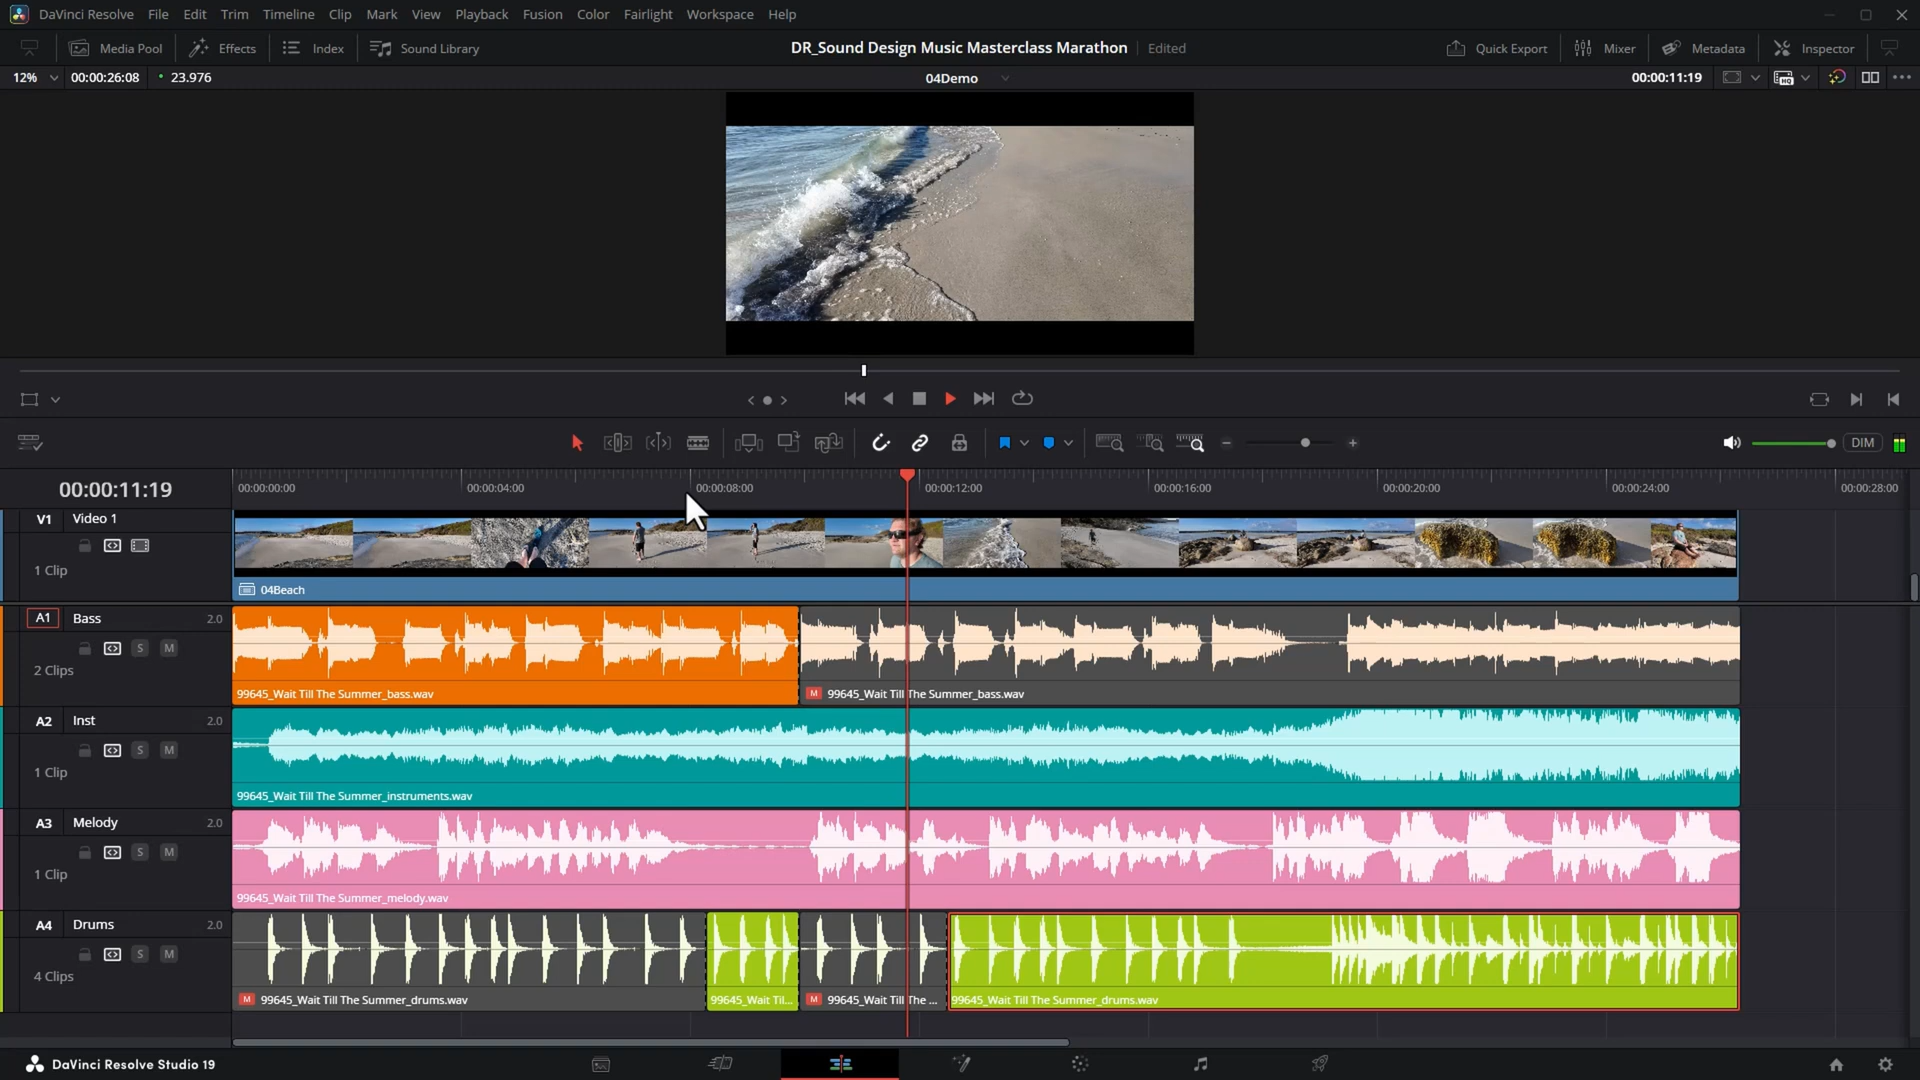 DaVinci Resolve File Edit Trim Timeline Clip Mark View Playback Fusion Color Fairlight Workspace Help
Media Pool Effects Index Sound Library DR_Sound Design Music Masterclass Marathon Edited Quick Export Mixer Metadata Inspector
12% 00:00:26:08 23.976 04Demo 00:00:11:19 HQ
DIM
00:00:11:19 00:00:00:00 00:00:04:00 00:00:08:00 00:00:12:00 00:00:16:00 00:00:20:00 00:00:24:00 00:00:28:00
V1 Video 1
1 Clip
04Beach
A1 Bass 2.0
S M
2 Clips
99645_Wait Till The Summer_bass.wav M 99645_Wait Till The Summer_bass.wav
A2 Inst 2.0
S M
1 Clip
99645_Wait Till The Summer_instruments.wav
A3 Melody 2.0
S M
1 Clip
99645_Wait Till The Summer_melody.wav
A4 Drums 2.0
S M
4 Clips
M 99645_Wait Till The Summer_drums.wav 99645_Wait Til... M 99645_Wait Till The ... 99645_Wait Till The Summer_drums.wav
DaVinci Resolve Studio 19